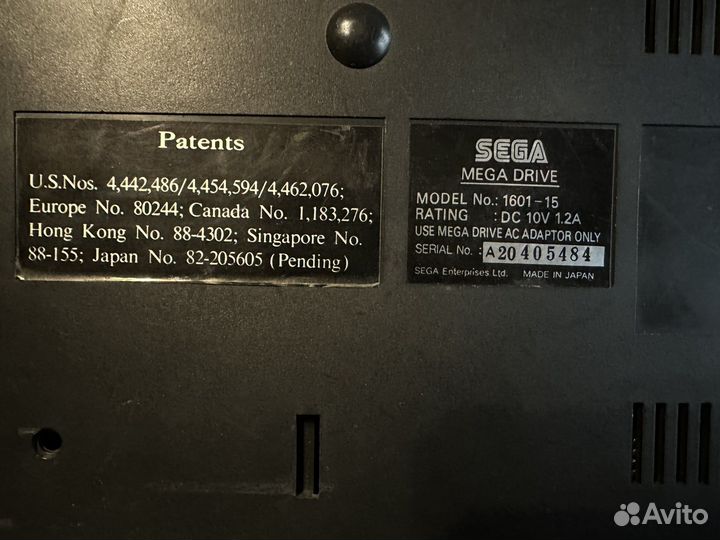 Patents
U.S.Nos. 4,442,486/4,454,594/4,462,076;
Europe No. 80244; Canada No. 1,183,276;
Hong Kong No. 88-4302; Singapore No.
88-155; Japan No. 82-205605 (Pending)
SEGA
MEGA DRIVE
MODEL No.: 1601-15
RATING :DC 10V 1.2A
USE MEGA DRIVE AC ADAPTOR ONLY
SERIAL No.: A20405484
SEGA Enterprises Ltd. MADE IN JAPAN
Avito